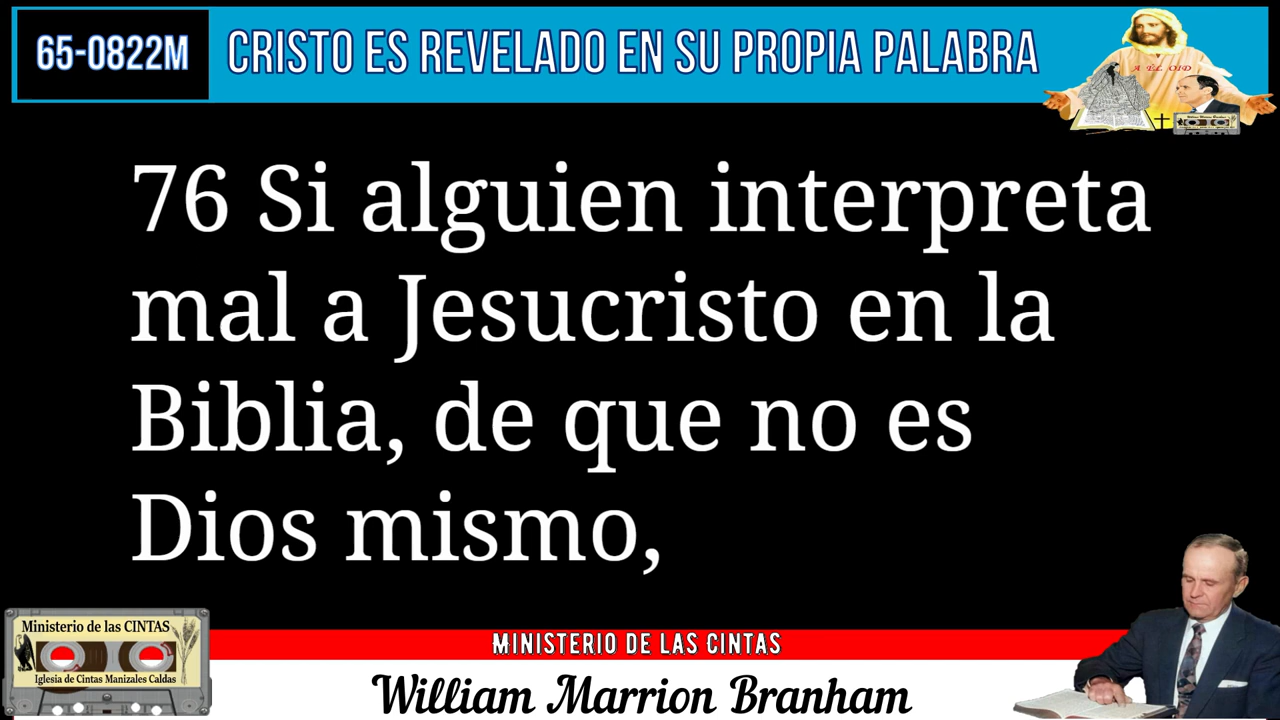 65-0822M
CRISTO ES REVELADO EN SU PROPIA PALABRA
A ÉL OID
76 Si alguien interpreta
mal a Jesucristo en la
Biblia, de que no es
Dios mismo,
Ministerio de las CINTAS
Iglesia de Cintas Manizales Caldas
MINISTERIO DE LAS CINTAS
William Marrion Branham